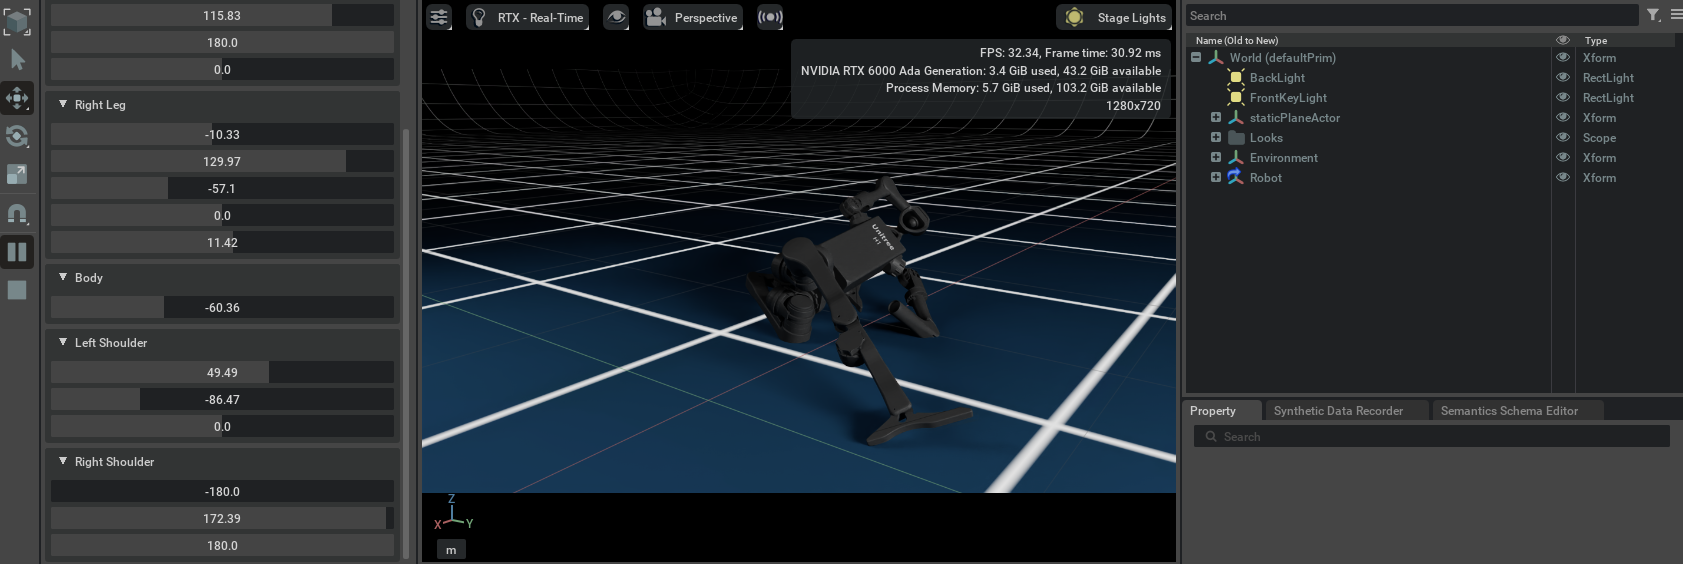 115.83
180.0
0.0
Right Leg
-10.33
129.97
-57.1
0.0
11.42
Body
-60.36
Left Shoulder
49.49
-86.47
0.0
Right Shoulder
-180.0
172.39
180.0
RTX - Real-Time
Perspective
Stage Lights
FPS: 32.34, Frame time: 30.92 ms
NVIDIA RTX 6000 Ada Generation: 3.4 GiB used, 43.2 GiB available
Process Memory: 5.7 GiB used, 103.2 GiB available
1280x720
Unitree
Z
X
Y
m
Search
Name (Old to New) Type
World (defaultPrim) Xform
BackLight RectLight
FrontKeyLight RectLight
staticPlaneActor Xform
Looks Scope
Environment Xform
Robot Xform
Property Synthetic Data Recorder Semantics Schema Editor
Search